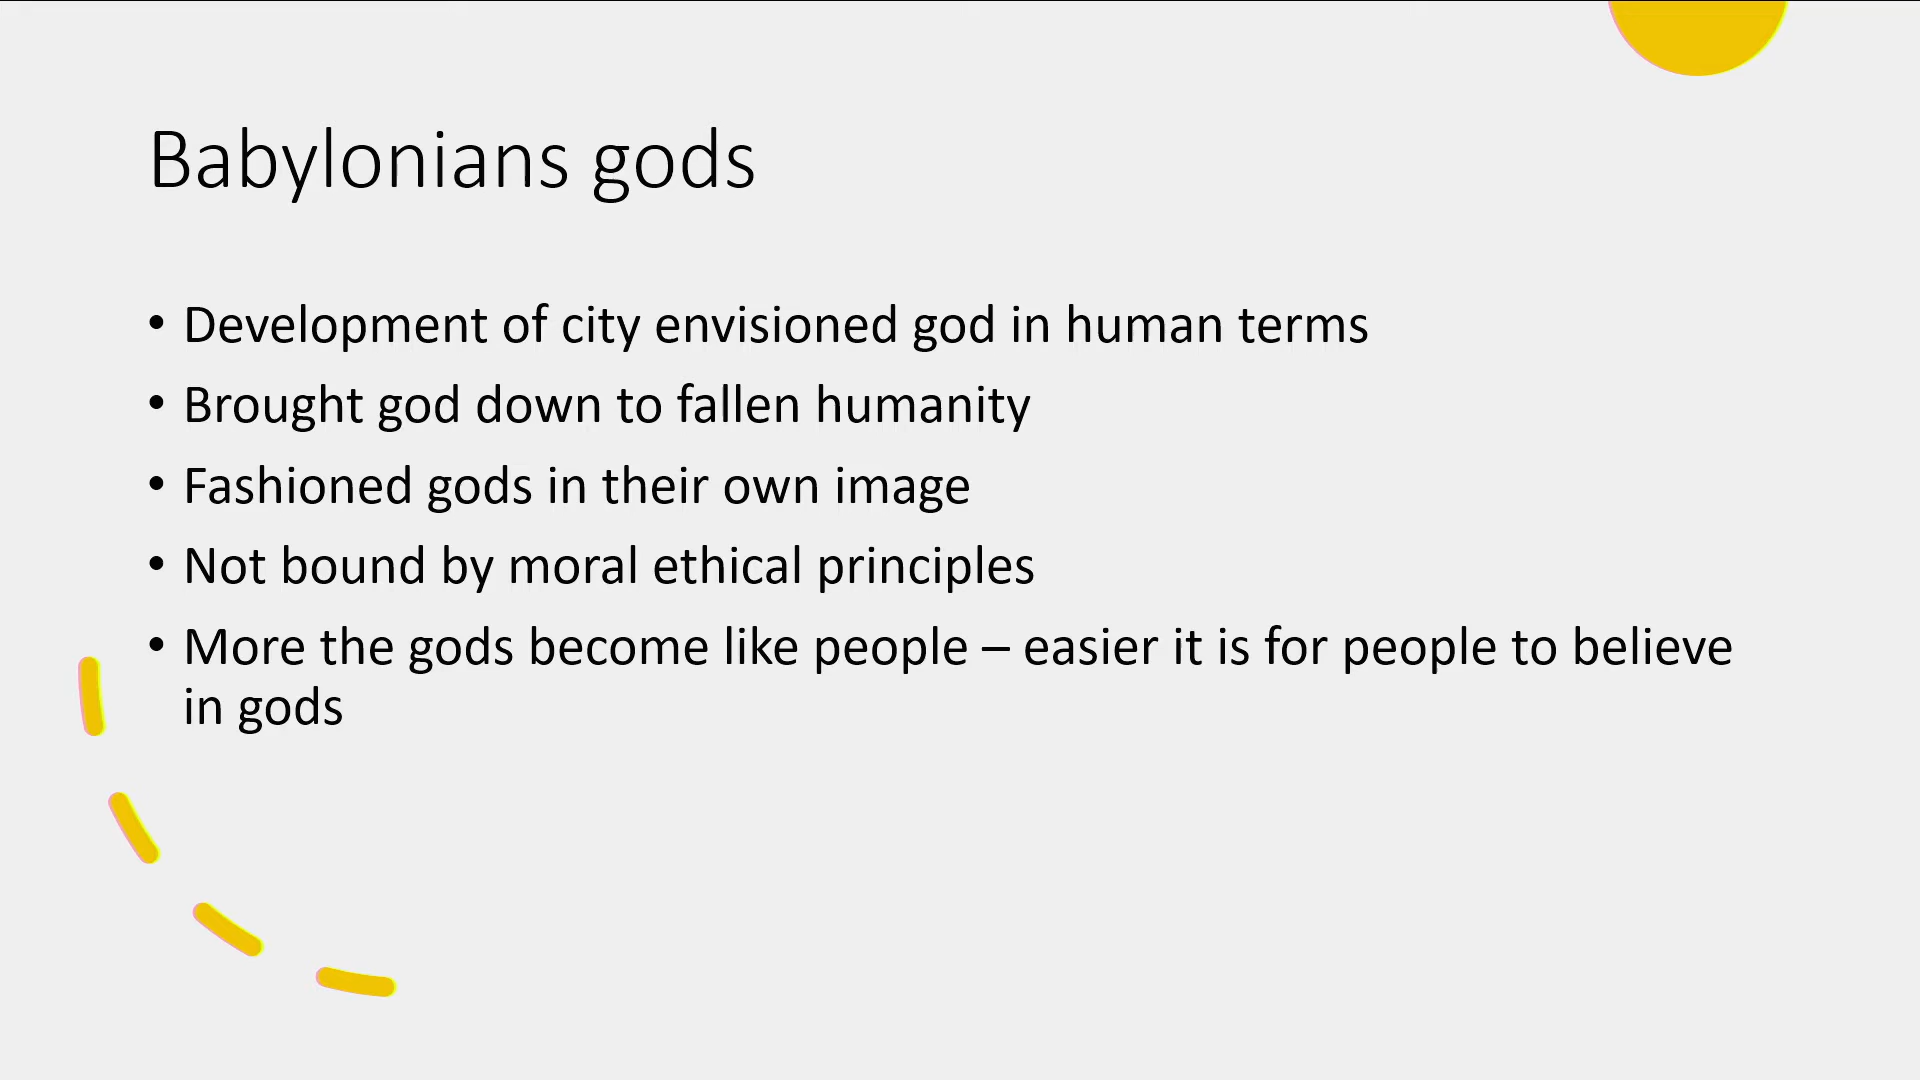 Babylonians gods
• Development of city envisioned god in human terms
• Brought god down to fallen humanity
• Fashioned gods in their own image
• Not bound by moral ethical principles
• More the gods become like people – easier it is for people to believe
in gods